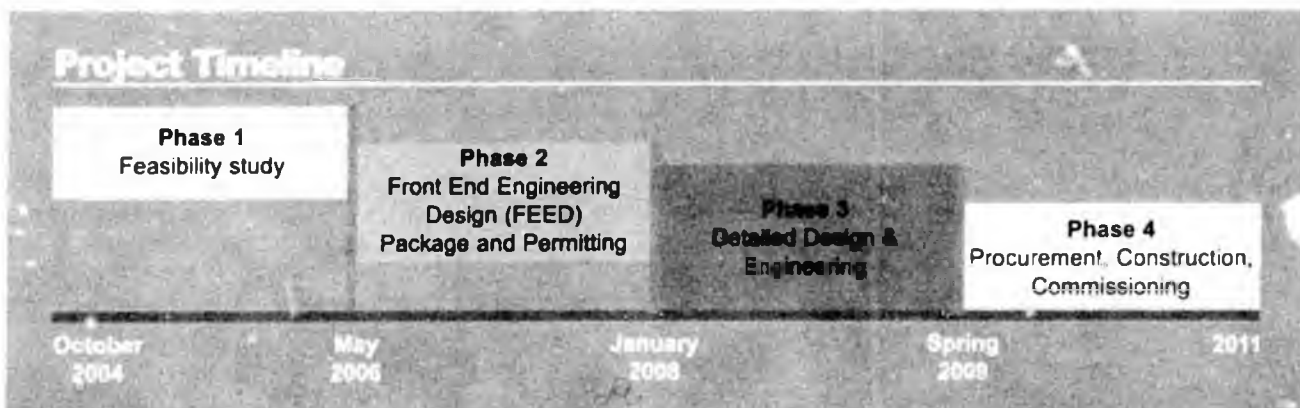 Project Timeline
Phase 1
Feasibility study
Phase 2
Front End Engineering
Design (FEED)
Package and Permitting
Phase 3
Detailed Design &
Engineering
Phase 4
Procurement, Construction,
Commissioning
October
2004
May
2006
January
2008
Spring
2009
2011